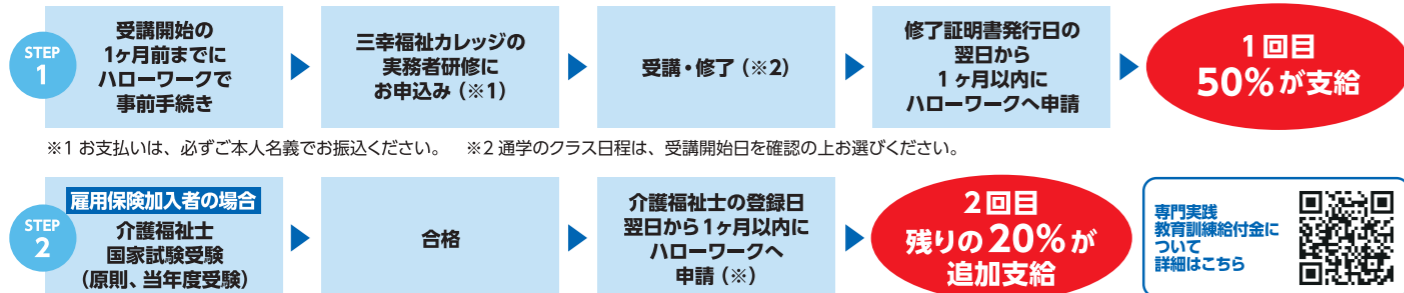 STEP
1
受講開始の
1ヶ月前までに
ハローワークで
事前手続き
三幸福祉カレッジの
実務者研修に
お申込み（※1）
受講・修了（※2）
修了証明書発行日の
翌日から
1ヶ月以内に
ハローワークへ申請
1回目
50％が支給
※1 お支払いは、必ずご本人名義でお振込ください。　※2 通学のクラス日程は、受講開始日を確認の上お選びください。
STEP
2
雇用保険加入者の場合
介護福祉士
国家試験受験
（原則、当年度受験）
合格
介護福祉士の登録日
翌日から1ヶ月以内に
ハローワークへ
申請（※）
2回目
残りの20％が
追加支給
専門実践
教育訓練給付金に
ついて
詳細はこちら